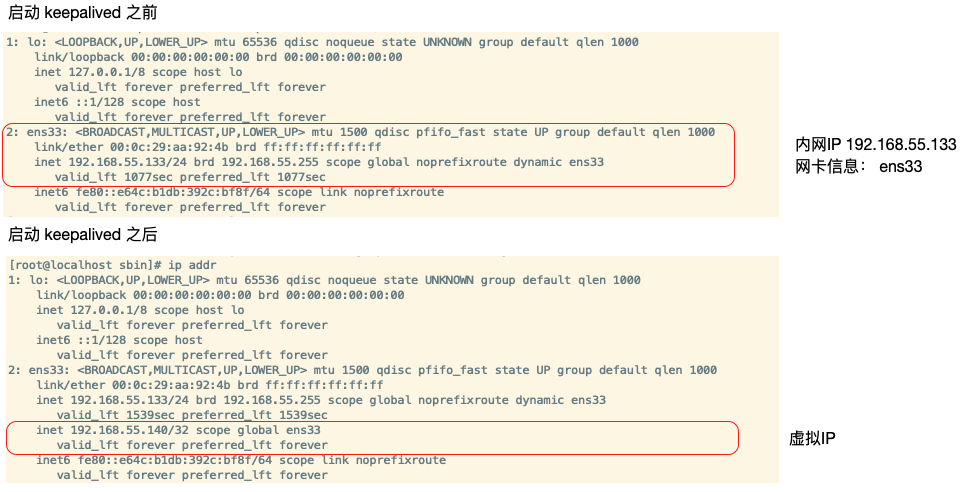 启动 keepalived 之前
1: lo: <LOOPBACK,UP,LOWER_UP> mtu 65536 qdisc noqueue state UNKNOWN group default qlen 1000
link/loopback 00:00:00:00:00:00 brd 00:00:00:00:00:00
inet 127.0.0.1/8 scope host lo
valid_lft forever preferred_lft forever
inet6 ::1/128 scope host
valid_lft forever preferred_lft forever
2: ens33: <BROADCAST,MULTICAST,UP,LOWER_UP> mtu 1500 qdisc pfifo_fast state UP group default qlen 1000
link/ether 00:0c:29:aa:92:4b brd ff:ff:ff:ff:ff:ff
inet 192.168.55.133/24 brd 192.168.55.255 scope global noprefixroute dynamic ens33
valid_lft 1077sec preferred_lft 1077sec
inet6 fe80::e64c:b1db:392c:bf8f/64 scope link noprefixroute
valid_lft forever preferred_lft forever
内网IP 192.168.55.133
网卡信息： ens33
启动 keepalived 之后
[root@localhost sbin]# ip addr
1: lo: <LOOPBACK,UP,LOWER_UP> mtu 65536 qdisc noqueue state UNKNOWN group default qlen 1000
link/loopback 00:00:00:00:00:00 brd 00:00:00:00:00:00
inet 127.0.0.1/8 scope host lo
valid_lft forever preferred_lft forever
inet6 ::1/128 scope host
valid_lft forever preferred_lft forever
2: ens33: <BROADCAST,MULTICAST,UP,LOWER_UP> mtu 1500 qdisc pfifo_fast state UP group default qlen 1000
link/ether 00:0c:29:aa:92:4b brd ff:ff:ff:ff:ff:ff
inet 192.168.55.133/24 brd 192.168.55.255 scope global noprefixroute dynamic ens33
valid_lft 1539sec preferred_lft 1539sec
inet 192.168.55.140/32 scope global ens33
valid_lft forever preferred_lft forever
inet6 fe80::e64c:b1db:392c:bf8f/64 scope link noprefixroute
valid_lft forever preferred_lft forever
虚拟IP